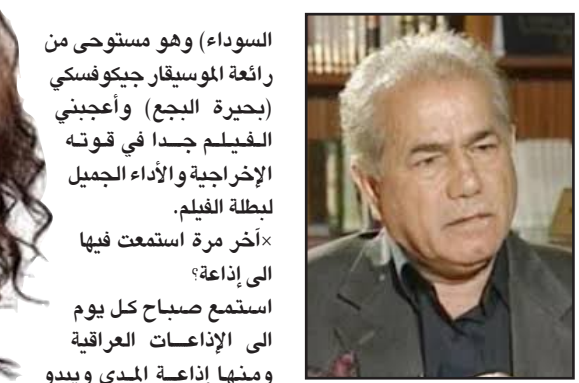 السوداء) وهو مستوحى من
رائعة الموسيقار جيكوفسكي
(بحيرة البجع) وأعجبني
الفيلم جدا في قوته
الإخراجية والأداء الجميل
لبطلة الفيلم.
×آخر مرة استمعت فيها
الى إذاعة؟
استمع صباح كل يوم
الى الإذاعات العراقية
ومنها إذاعة المدى ويبدو